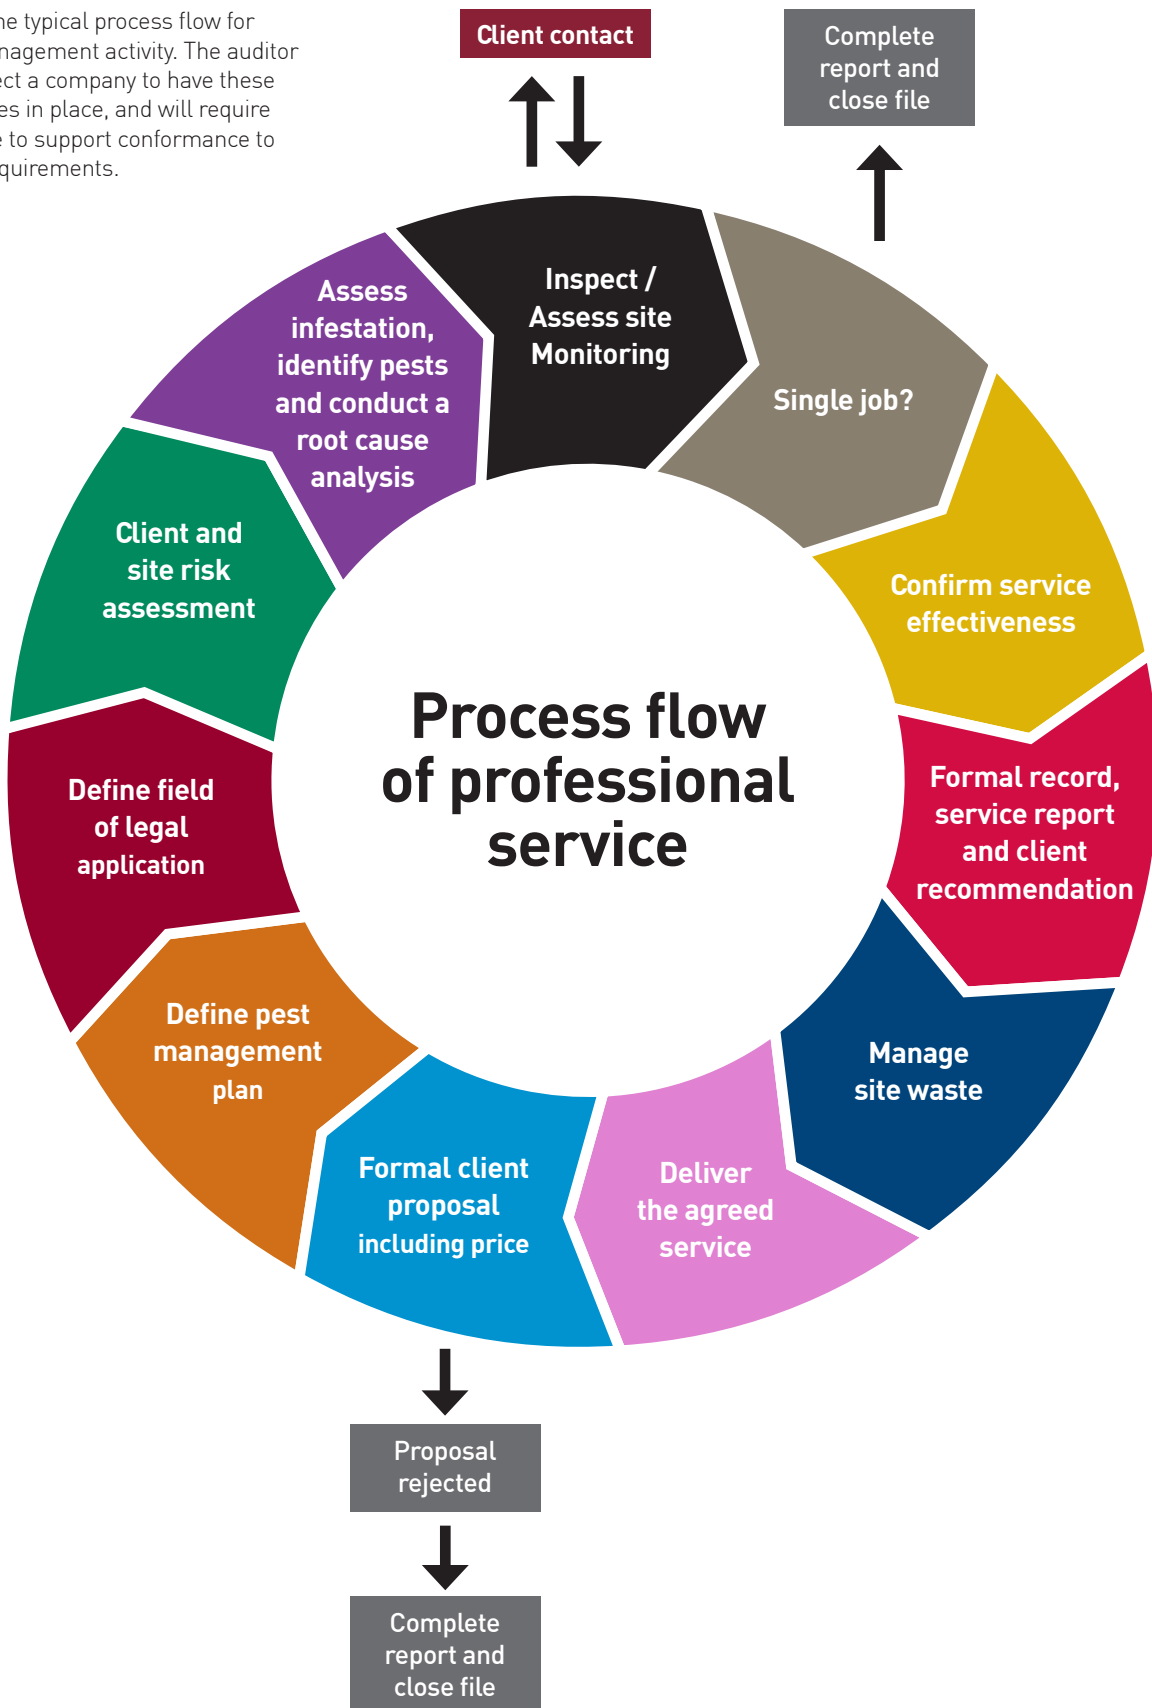 ne typical process flow for
nagement activity. The auditor
ect a company to have these
es in place, and will require
e to support conformance to
quirements.
Client contact
Complete
report and
close file
Inspect /
Assess site
Monitoring
Single job?
Confirm service
effectiveness
Formal record,
service report
and client
recommendation
Manage
site waste
Deliver
the agreed
service
Formal client
proposal
including price
Define pest
management
plan
Define field
of legal
application
Client and
site risk
assessment
Assess
infestation,
identify pests
and conduct a
root cause
analysis
Process flow
of professional
service
Proposal
rejected
Complete
report and
close file